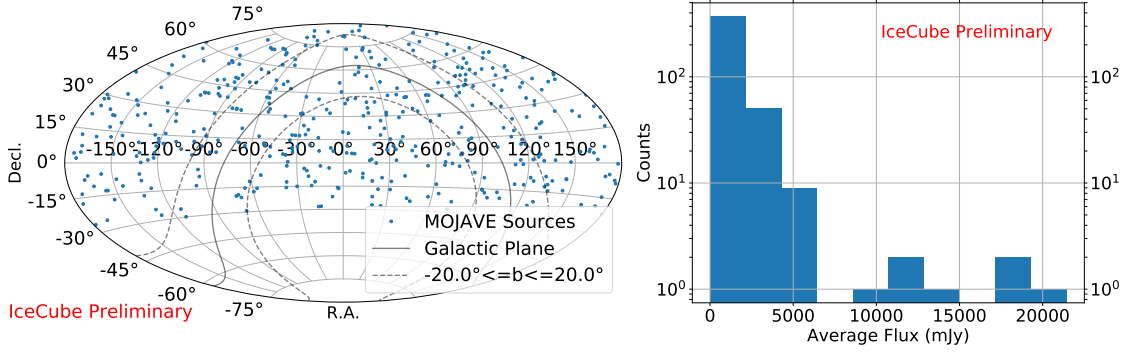 75°
60°
45°
30°
15°
0°
-15°
-30°
-45°
-60°
-75°
Decl.
-150°-120°-90° -60° -30° 0° 30° 60° 90° 120°150°
R.A.
MOJAVE Sources
Galactic Plane
-20.0°<=b<=20.0°
IceCube Preliminary
IceCube Preliminary
Counts
10² 10²
10¹ 10¹
10⁰ 10⁰
0 5000 10000 15000 20000
Average Flux (mJy)